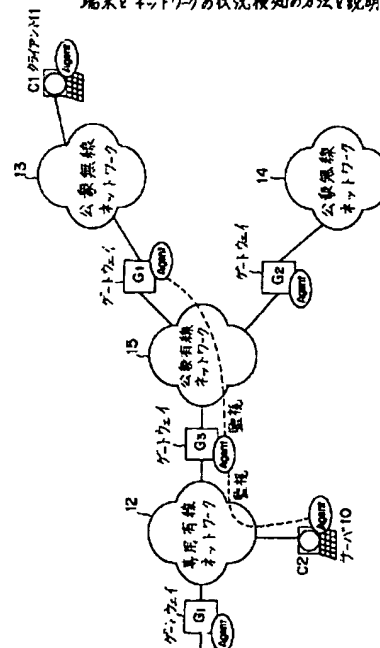 端末とネットワークの状況検知の方法を説明
C1 クライアント11
Agent
13
公衆無線
ネットワーク
ゲートウェイ
G1
Agent
14
公衆無線
ネットワーク
ゲートウェイ
G2
Agent
15
公衆有線
ネットワーク
監視
ゲートウェイ
G3
Agent
監視
12
専用有線
ネットワーク
Agent
C2
サーバ10
ゲートウェイ
G1
Agent